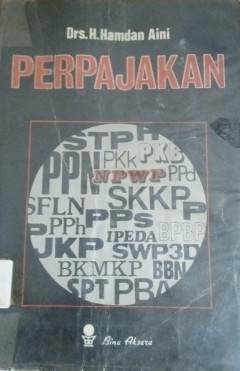 Drs.H.Hamdan Aini
PERPAJAKAN
STP H
PKK PKB
PPN NPWP PPd
SKKP
SFLN PPS
PPh IPEDA BPBP
JKP SWP3D
BKMKP BBN
SPT PBA
Bina Aksara